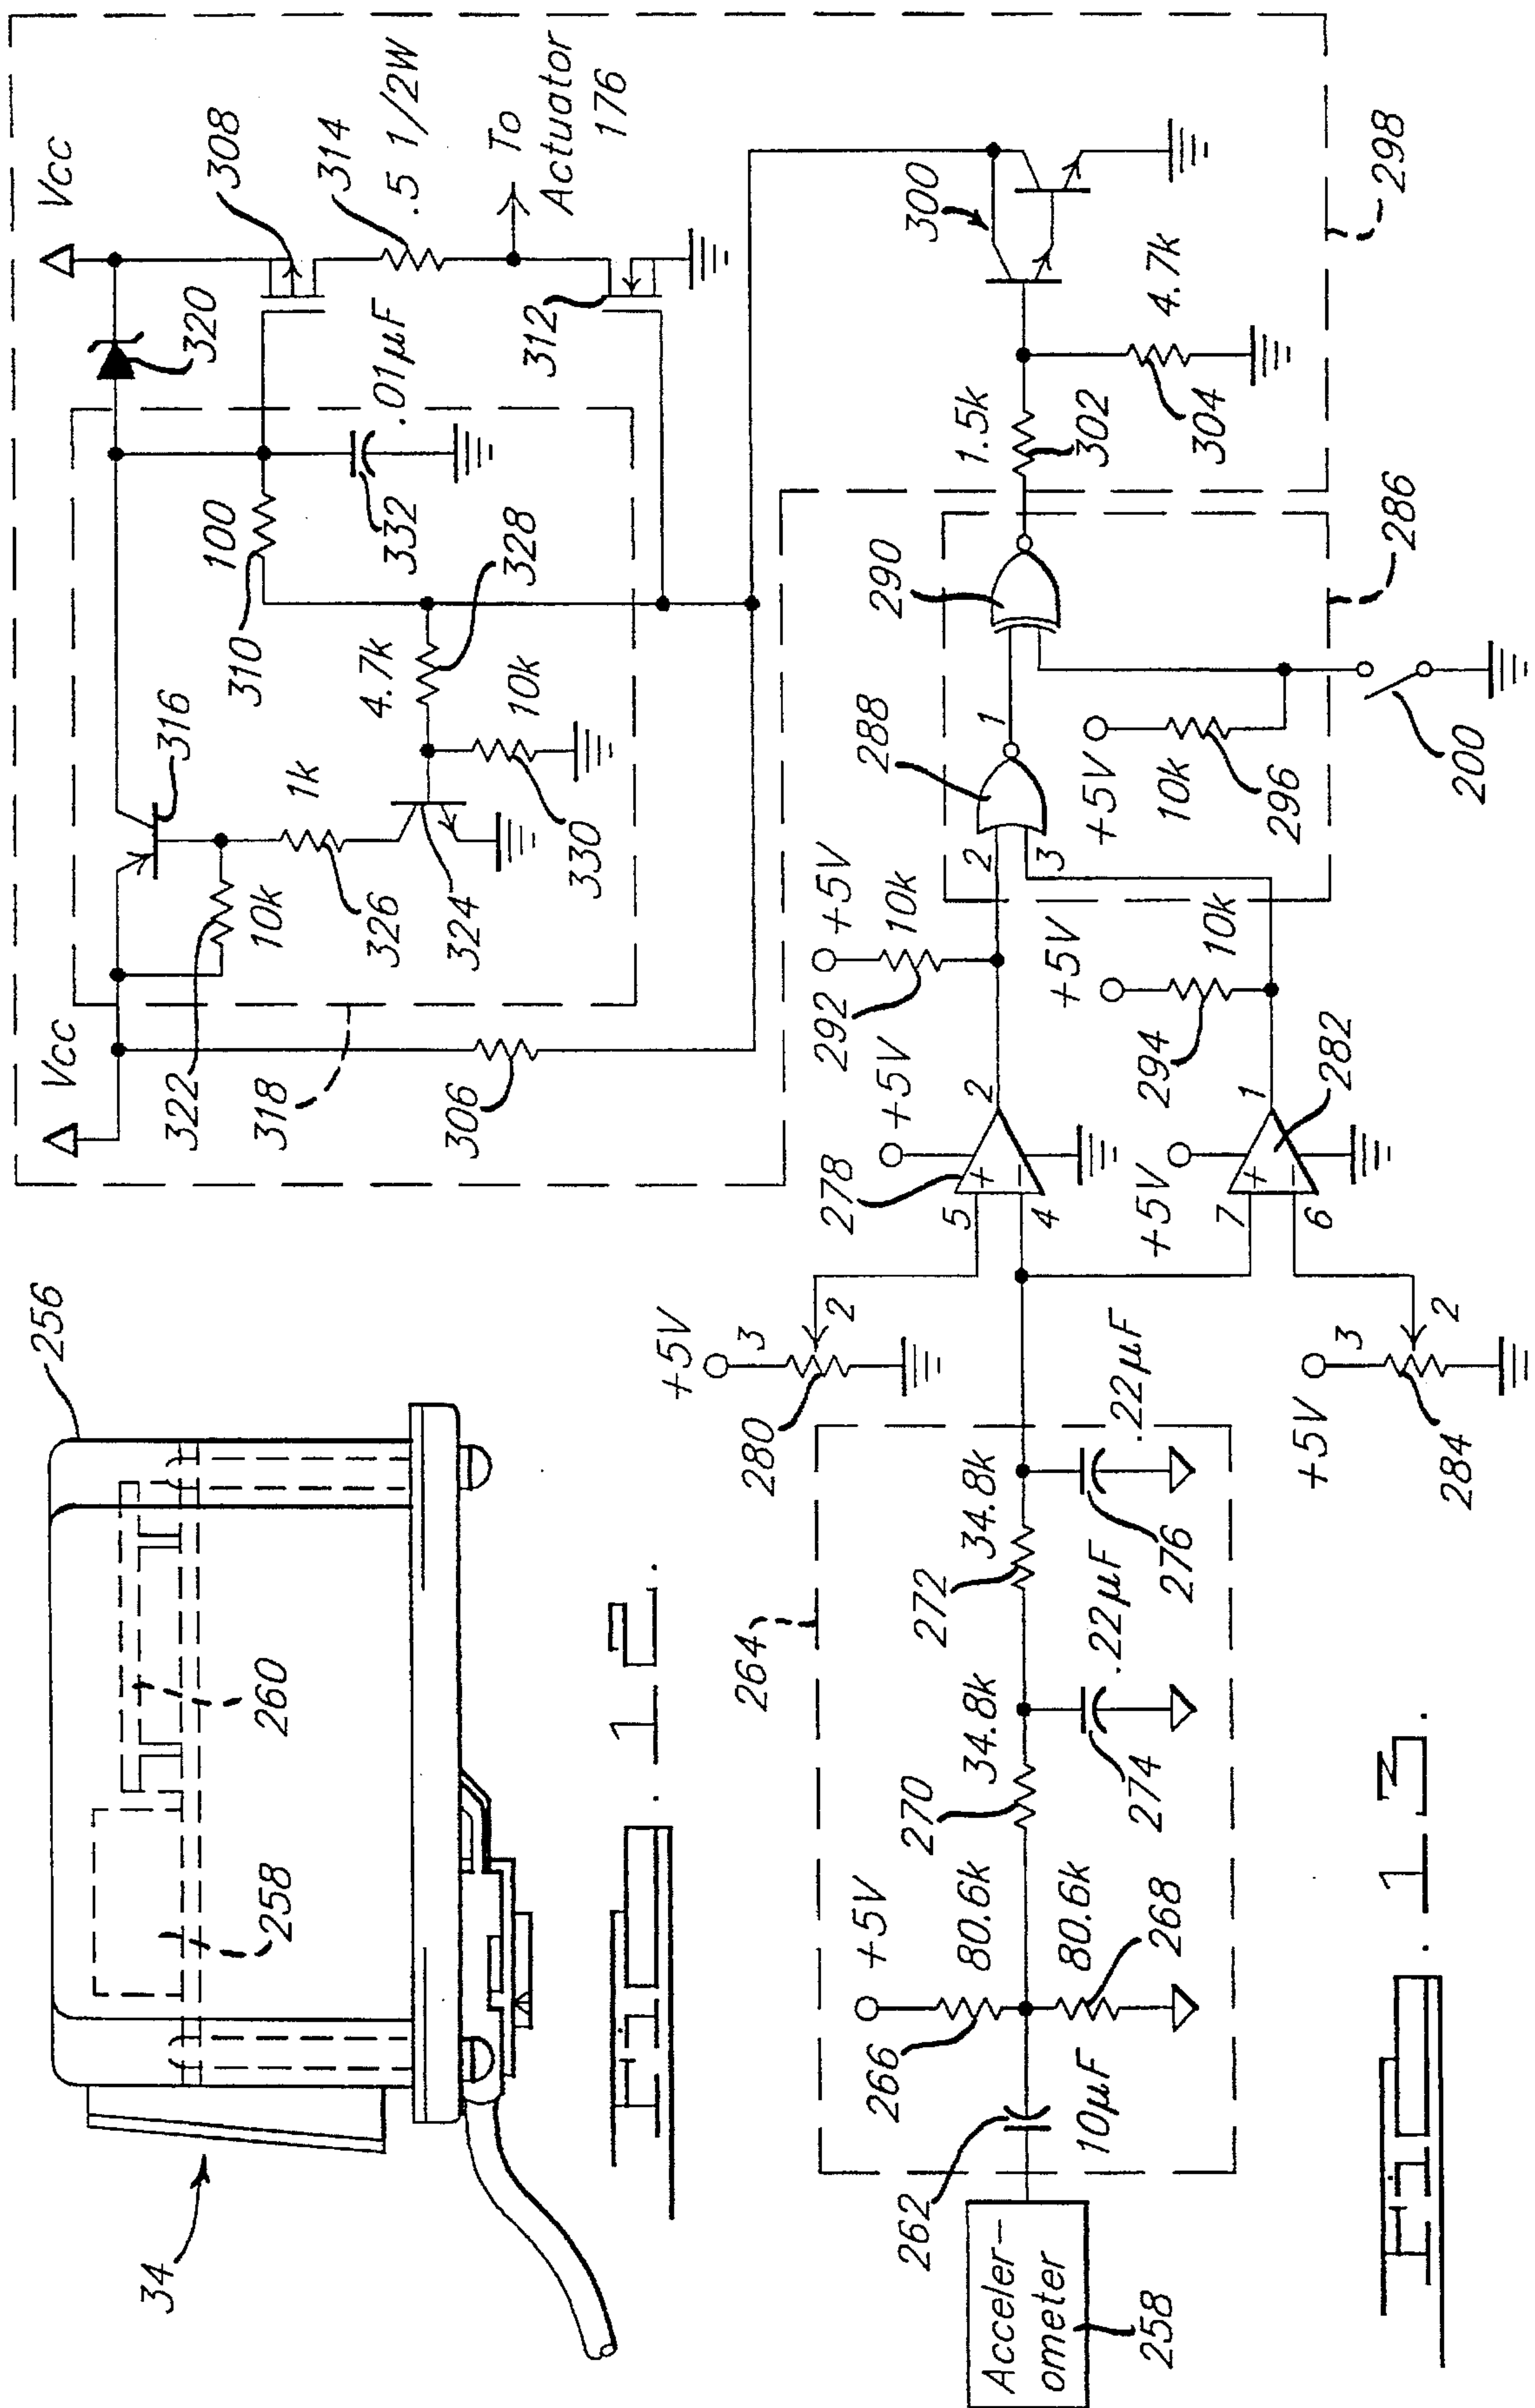 34
256
258
260
Fig. 12.
Vcc
Vcc
320
308
314
.5 1/2W
To
Actuator
176
312
.01µF
332
100
310
316
322
10k
1k
326
324
4.7k
328
10k
330
318
306
300
4.7k
304
1.5k
302
298
286
290
288
1
2
3
+5V
10k
296
200
+5V
10k
292
+5V
10k
294
+5V
278
5
4
2
+5V
282
7
6
1
+5V
3
2
280
+5V
3
2
284
264
+5V
266
80.6k
80.6k
268
34.8k
270
34.8k
272
.22µF
274
.22µF
276
262
10µF
Acceler-
ometer
258
Fig. 13.